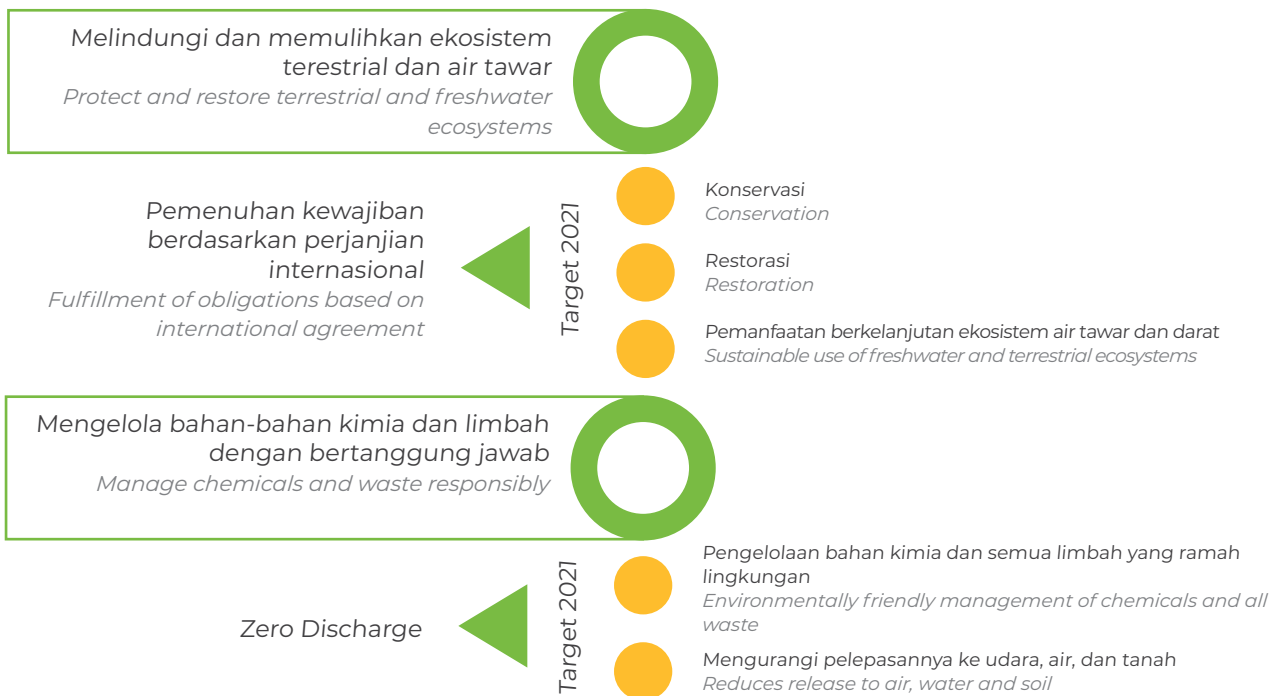 Melindungi dan memulihkan ekosistem
terestrial dan air tawar
Protect and restore terrestrial and freshwater
ecosystems
Pemenuhan kewajiban
berdasarkan perjanjian
internasional
Fulfillment of obligations based on
international agreement
Target 2021
Konservasi
Conservation
Restorasi
Restoration
Pemanfaatan berkelanjutan ekosistem air tawar dan darat
Sustainable use of freshwater and terrestrial ecosystems
Mengelola bahan-bahan kimia dan limbah
dengan bertanggung jawab
Manage chemicals and waste responsibly
Zero Discharge
Target 2021
Pengelolaan bahan kimia dan semua limbah yang ramah
lingkungan
Environmentally friendly management of chemicals and all
waste
Mengurangi pelepasannya ke udara, air, dan tanah
Reduces release to air, water and soil